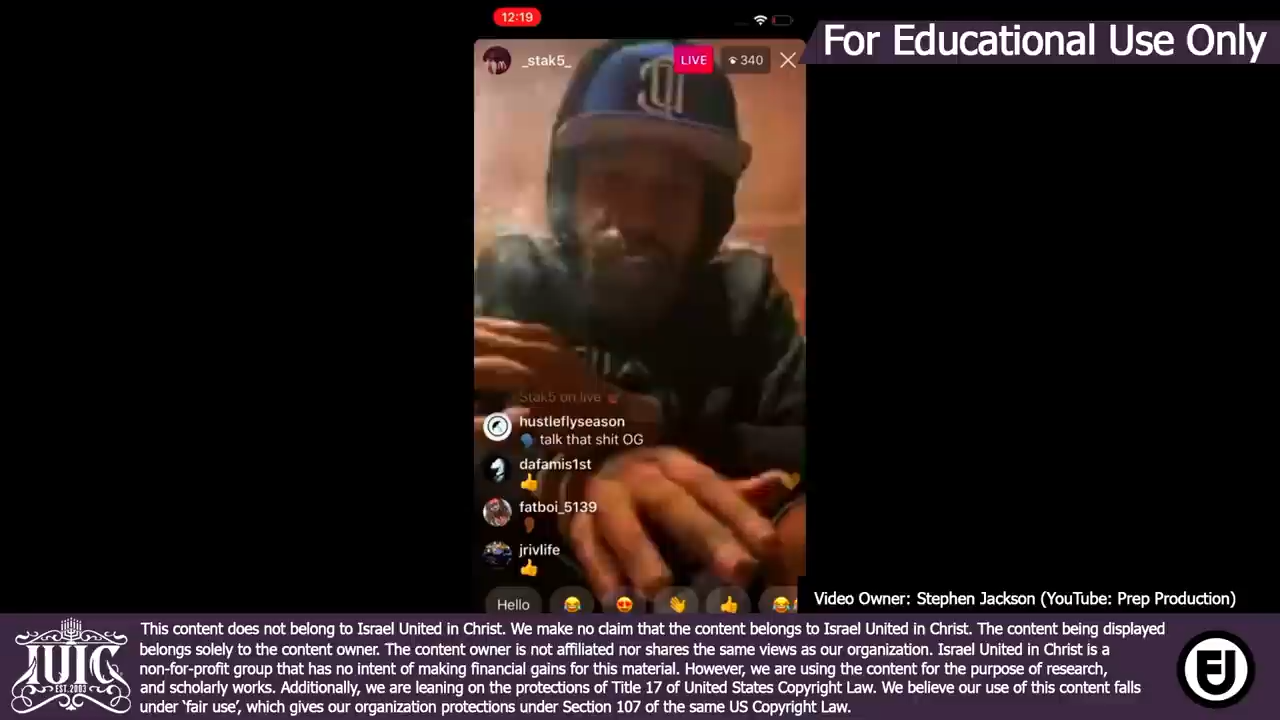 12:19
For Educational Use Only
_stak5_
LIVE
340
Stak5 on live
hustleflyseason
talk that shit OG
dafamis1st
fatboi_5139
jrivlife
Hello
Video Owner: Stephen Jackson (YouTube: Prep Production)
This content does not belong to Israel United in Christ. We make no claim that the content belongs to Israel United in Christ. The content being displayed
belongs solely to the content owner. The content owner is not affiliated nor shares the same views as our organization. Israel United in Christ is a
non-for-profit group that has no intent of making financial gains for this material. However, we are using the content for the purpose of research,
and scholarly works. Additionally, we are leaning on the protections of Title 17 of United States Copyright Law. We believe our use of this content falls
under 'fair use', which gives our organization protections under Section 107 of the same US Copyright Law.
IUIC
EST. 2003